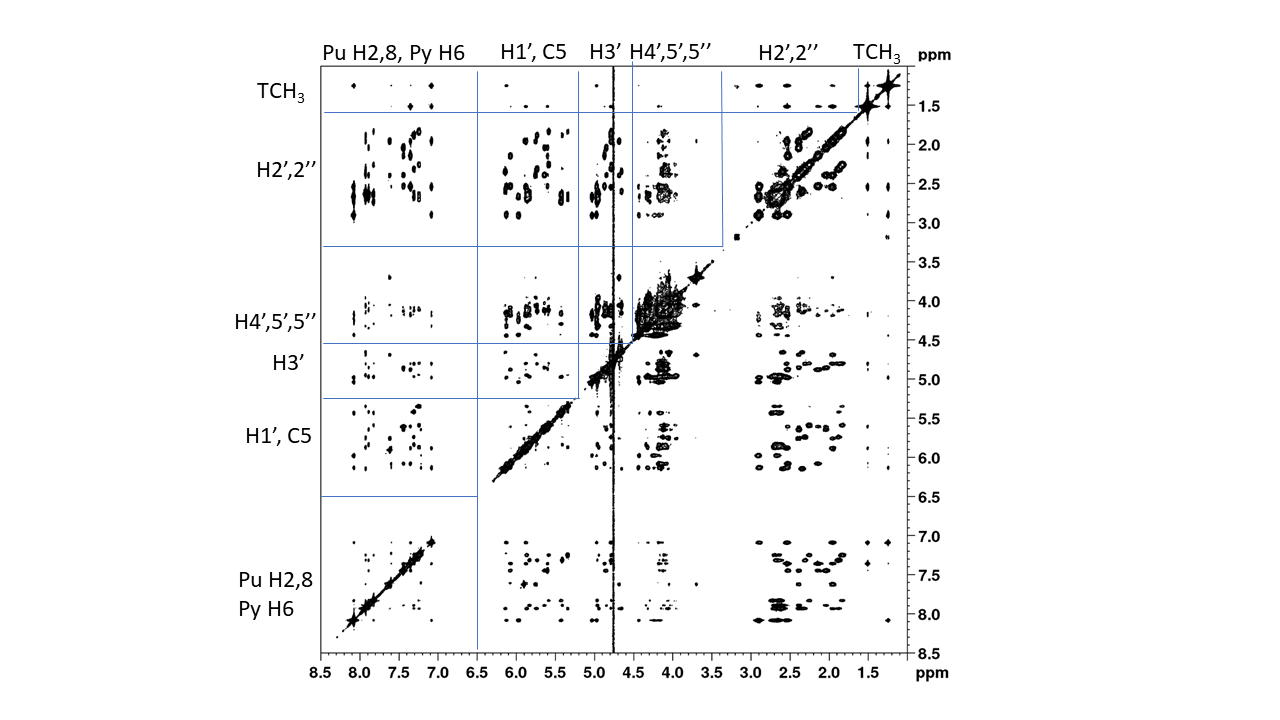 Pu H2,8, Py H6 H1’, C5 H3’ H4’,5’,5’’ H2’,2’’ TCH3 ppm
TCH3
1.5
2.0
H2’,2’’
2.5
3.0
3.5
4.0
H4’,5’,5’’
4.5
H3’
5.0
5.5
H1’, C5
6.0
6.5
7.0
7.5
Pu H2,8
Py H6
8.0
8.5
8.5 8.0 7.5 7.0 6.5 6.0 5.5 5.0 4.5 4.0 3.5 3.0 2.5 2.0 1.5 ppm